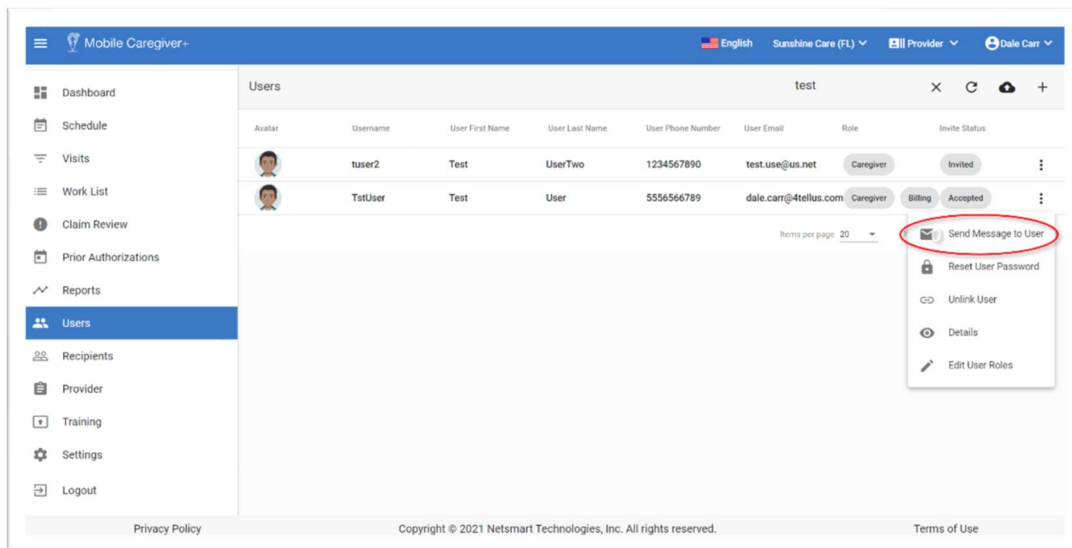 Mobile Caregiver+
English Sunshine Care (FL) Provider Dale Carr
Dashboard
Schedule
Visits
Work List
Claim Review
Prior Authorizations
Reports
Users
Recipients
Provider
Training
Settings
Logout
Users test
Avatar Username User First Name User Last Name User Phone Number User Email Role Invite Status
tuser2 Test UserTwo 1234567890 test.use@us.net Caregiver Invited
TstUser Test User 5556566789 dale.carr@4tellus.com Caregiver Billing Accepted
Items per page 20
Send Message to User
Reset User Password
Unlink User
Details
Edit User Roles
Privacy Policy Copyright © 2021 Netsmart Technologies, Inc. All rights reserved. Terms of Use